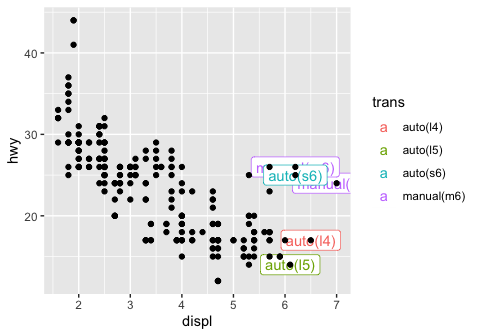 40
30
20
hwy
2
3
4
5
6
7
displ
auto(s6)
manual(
auto(l4)
auto(l5)
trans
a auto(l4)
a auto(l5)
a auto(s6)
a manual(m6)